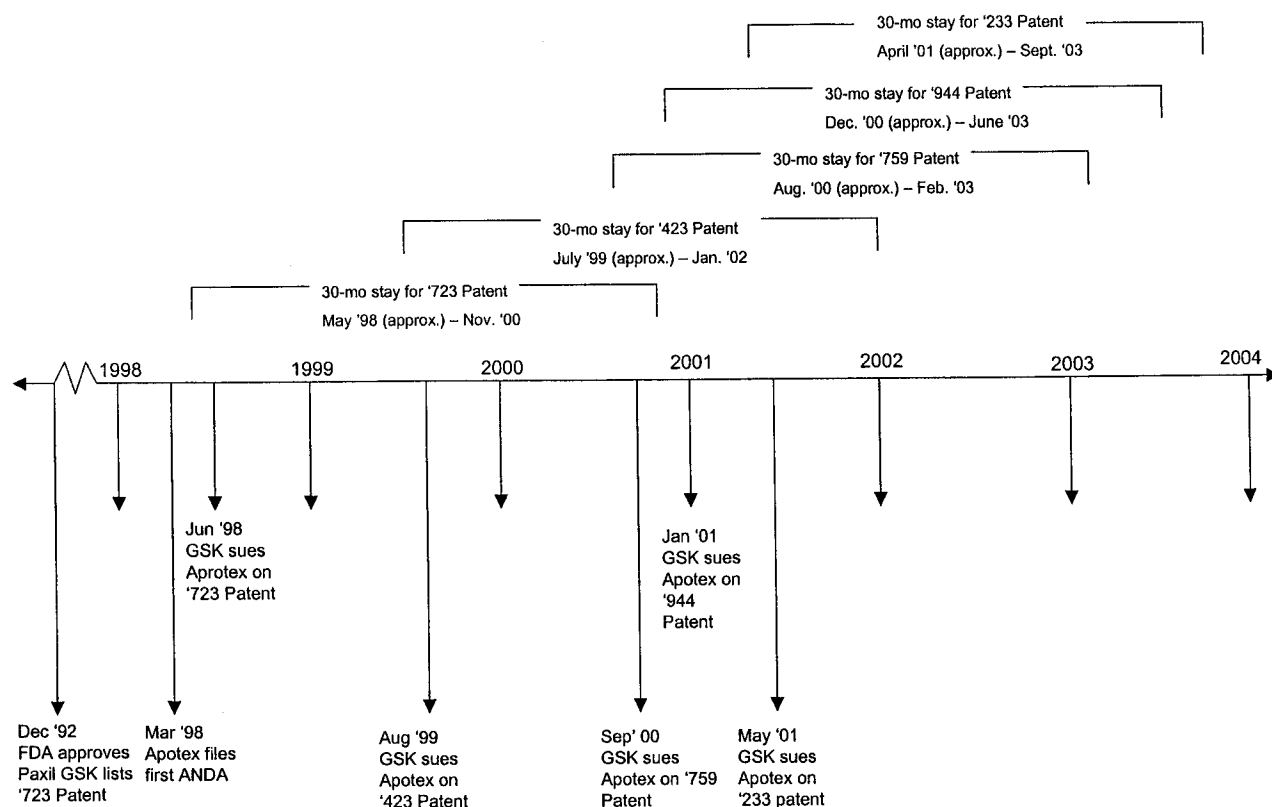 30-mo stay for '233 Patent
April '01 (approx.) – Sept. '03
30-mo stay for '944 Patent
Dec. '00 (approx.) – June '03
30-mo stay for '759 Patent
Aug. '00 (approx.) – Feb. '03
30-mo stay for '423 Patent
July '99 (approx.) – Jan. '02
30-mo stay for '723 Patent
May '98 (approx.) – Nov. '00
1998
1999
2000
2001
2002
2003
2004
Jun '98
GSK sues
Aprotex on
'723 Patent
Jan '01
GSK sues
Apotex on
'944
Patent
Dec '92
FDA approves
Paxil GSK lists
'723 Patent
Mar '98
Apotex files
first ANDA
Aug '99
GSK sues
Apotex on
'423 Patent
Sep' 00
GSK sues
Apotex on '759
Patent
May '01
GSK sues
Apotex on
'233 patent